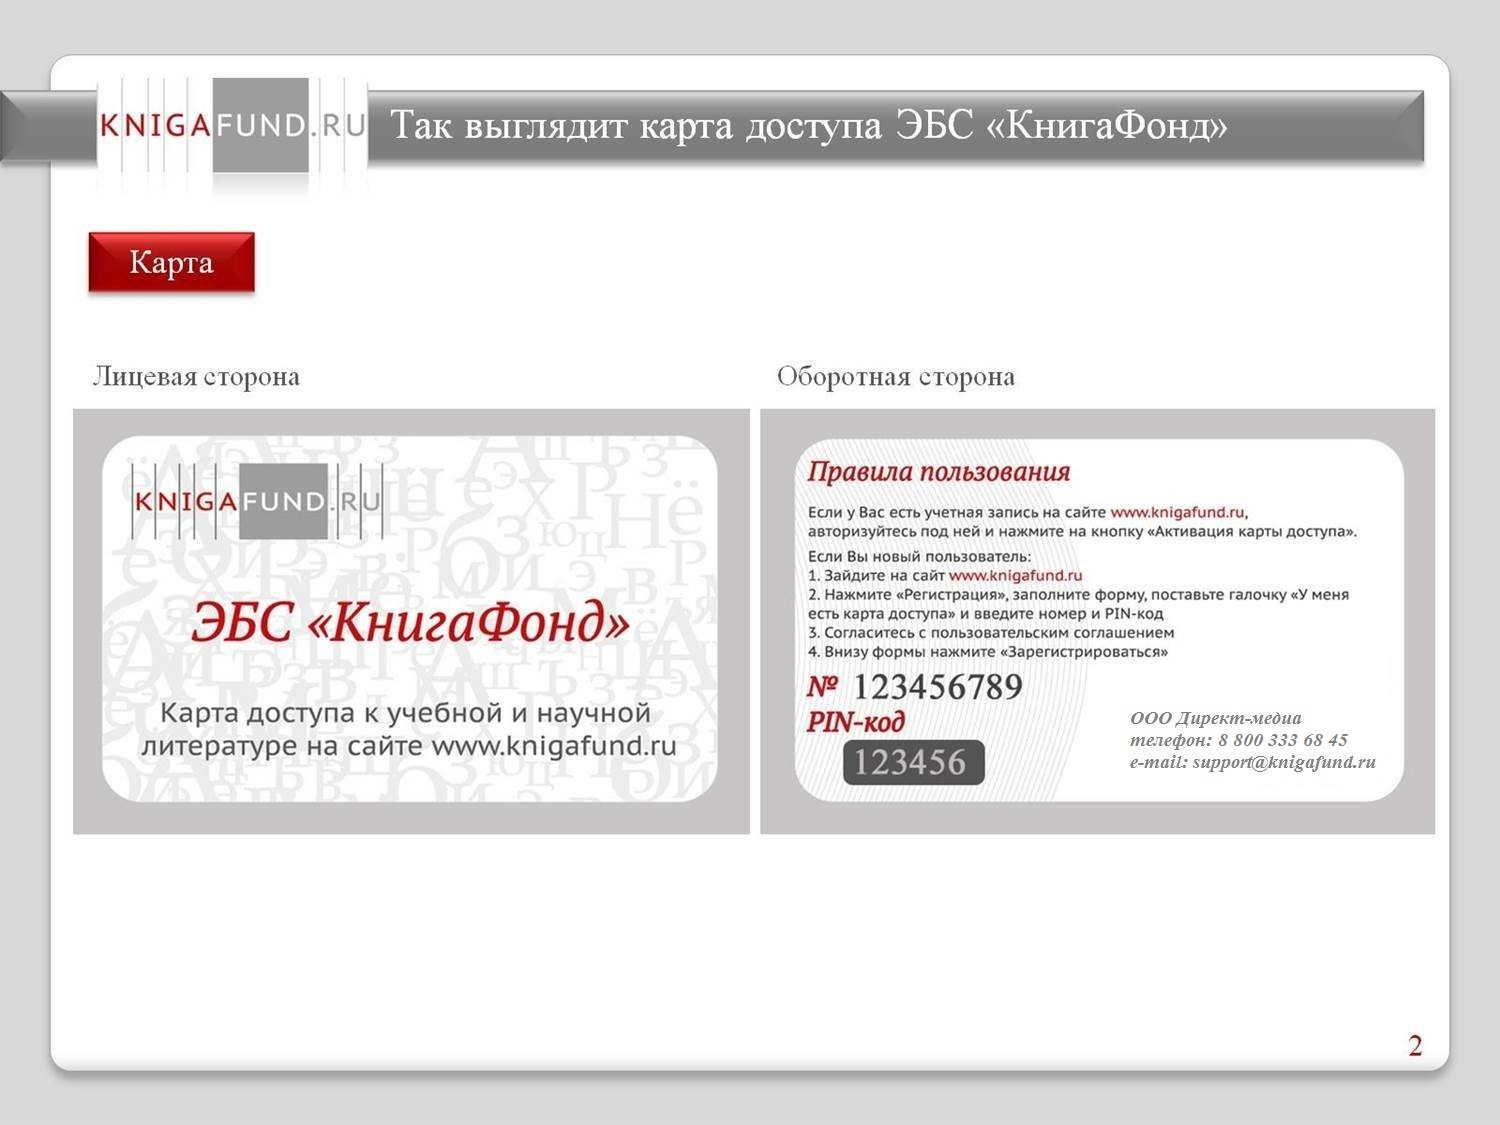 KNIGAFUND.RU Так выглядит карта доступа ЭБС «КнигаФонд»
Карта
Лицевая сторона
KNIGAFUND.RU
ЭБС «КнигаФонд»
Карта доступа к учебной и научной
литературе на сайте www.knigafund.ru
Оборотная сторона
Правила пользования
Если у Вас есть учетная запись на сайте www.knigafund.ru,
авторизуйтесь под ней и нажмите на кнопку «Активация карты доступа».
Если Вы новый пользователь:
1. Зайдите на сайт www.knigafund.ru
2. Нажмите «Регистрация», заполните форму, поставьте галочку «У меня
есть карта доступа» и введите номер и PIN-код
3. Согласитесь с пользовательским соглашением
4. Внизу формы нажмите «Зарегистрироваться»
№ 123456789
PIN-код
123456
ООО Директ-медиа
телефон: 8 800 333 68 45
e-mail: support@knigafund.ru
2